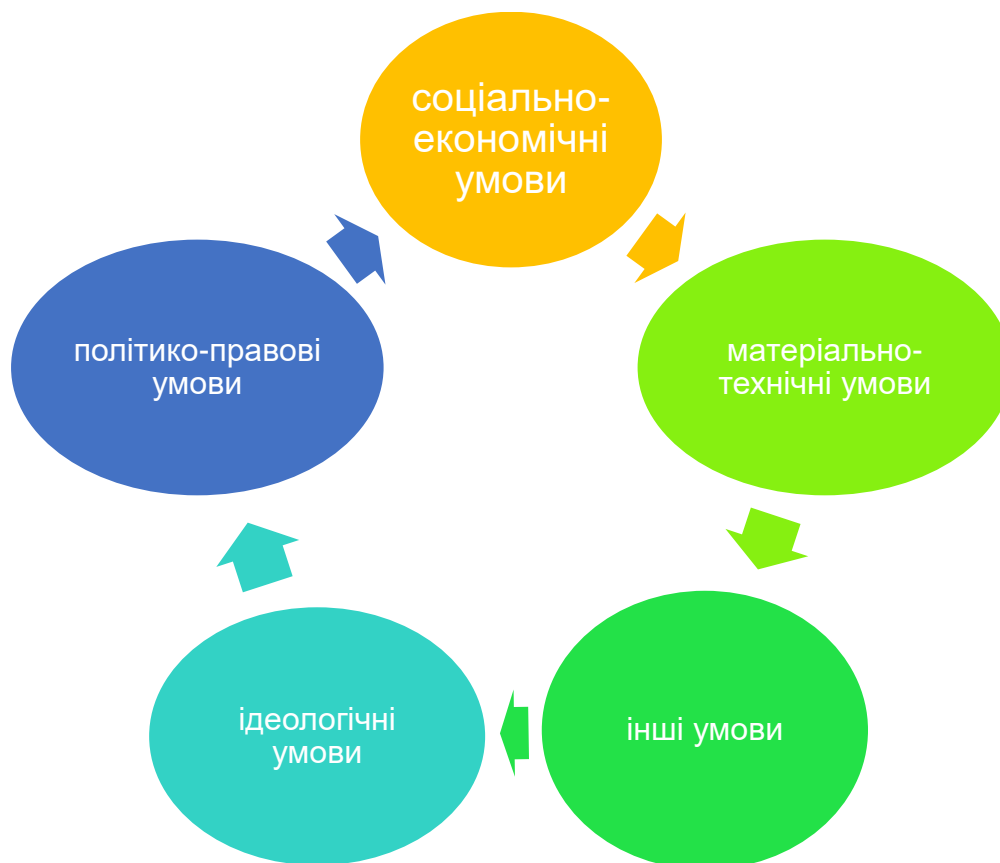 соціально-
економічні
умови
політико-правові
умови
матеріально-
технічні умови
ідеологічні
умови
інші умови